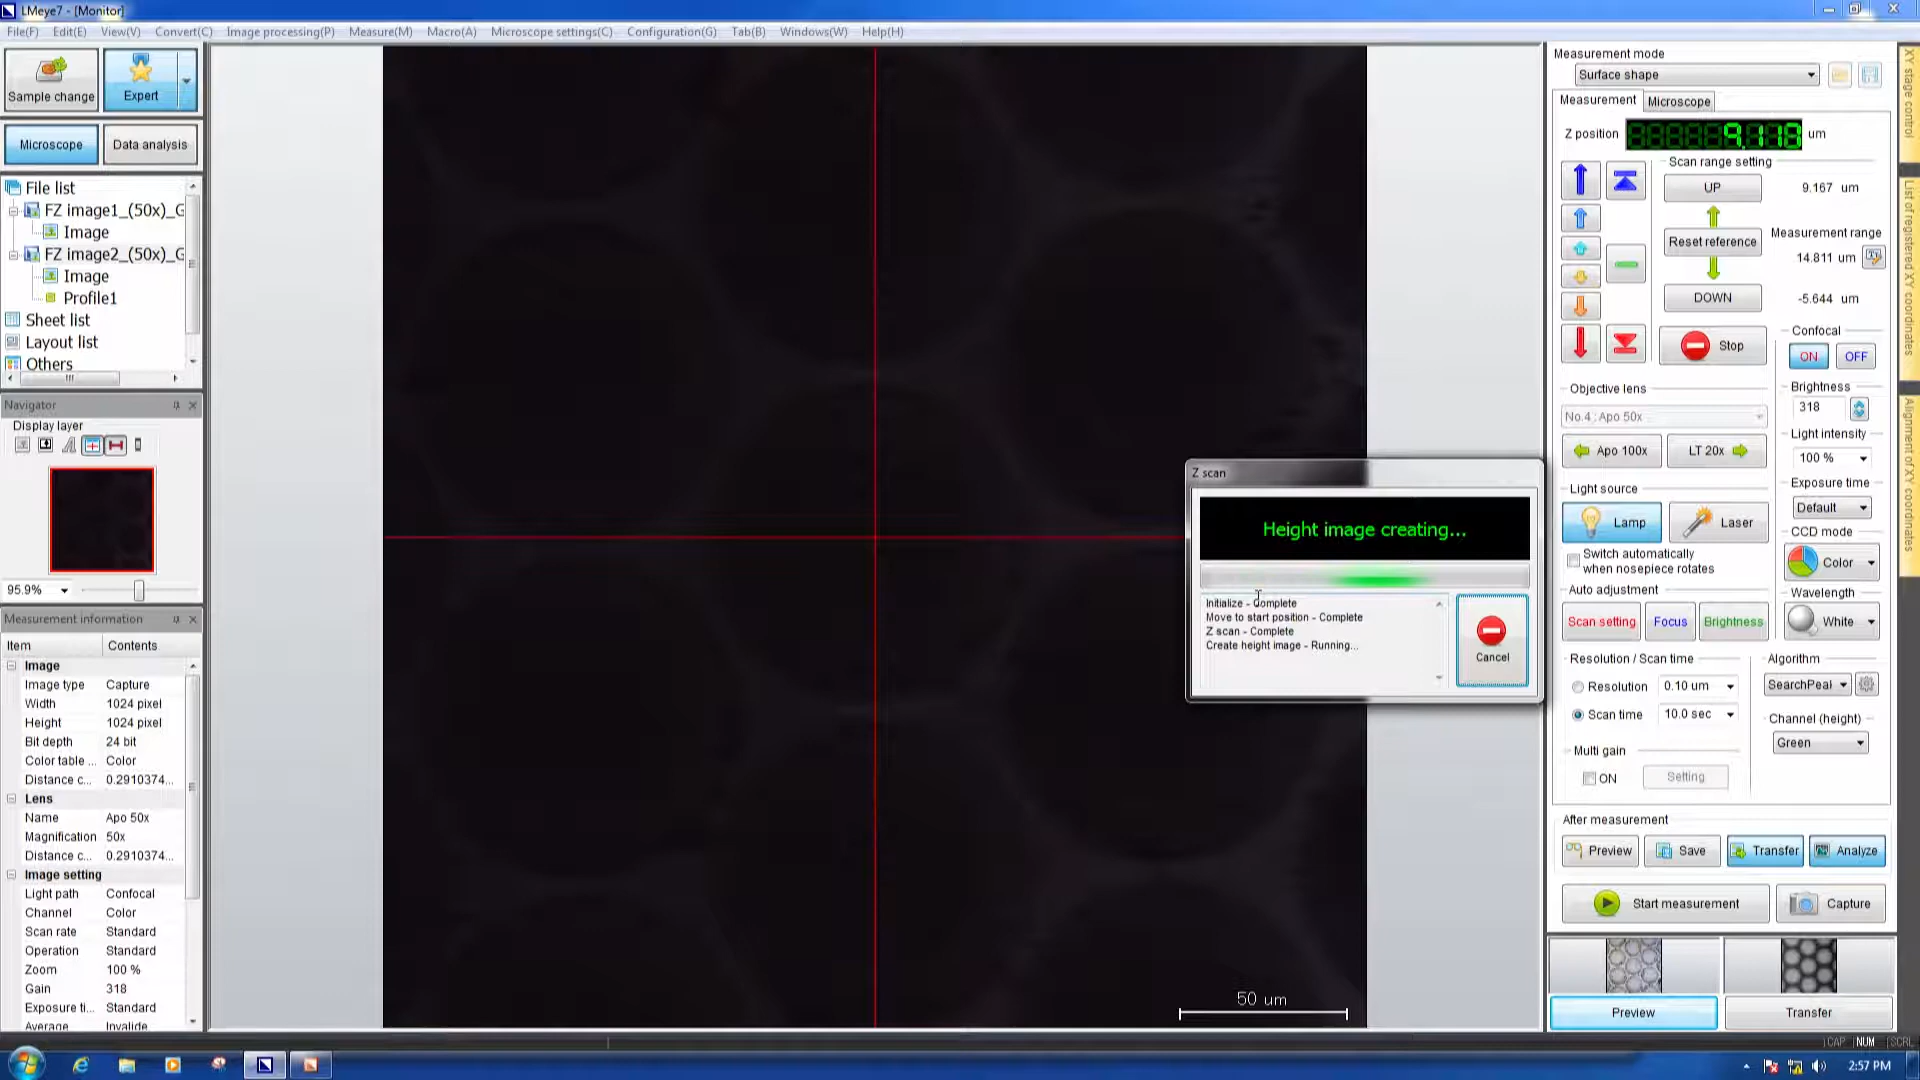 LMeye7 - [Monitor]
File(F) Edit(E) View(V) Convert(C) Image processing(P) Measure(M) Macro(A) Microscope settings(C) Configuration(G) Tab(B) Windows(W) Help(H)
Sample change
Expert
Microscope
Data analysis
File list
FZ image1_(50x)_G
Image
FZ image2_(50x)_G
Image
Profile1
Sheet list
Layout list
Others
Navigator
Display layer
95.9%
Measurement information
Item Contents
Image
Image type Capture
Width 1024 pixel
Height 1024 pixel
Bit depth 24 bit
Color table ... Color
Distance c... 0.2910374...
Lens
Name Apo 50x
Magnification 50x
Distance c... 0.2910374...
Image setting
Light path Confocal
Channel Color
Scan rate Standard
Operation Standard
Zoom 100 %
Gain 318
Exposure ti... Standard
Average Invalide
50 um
Z scan
Height image creating...
Initialize - Complete
Move to start position - Complete
Z scan - Complete
Create height image - Running...
Cancel
Measurement mode
Surface shape
Measurement Microscope
Z position 9.113 um
Scan range setting
UP 9.167 um
Measurement range
Reset reference
14.811 um
DOWN -5.644 um
Stop
Confocal
ON OFF
Objective lens
No.4 : Apo 50x
Apo 100x
LT 20x
Brightness
318
Light intensity
100 %
Light source
Lamp
Laser
Exposure time
Default
CCD mode
Color
Switch automatically
when nosepiece rotates
Auto adjustment
Scan setting Focus Brightness
Wavelength
White
Resolution / Scan time
Resolution 0.10 um
Scan time 10.0 sec
Algorithm
SearchPeal
Channel (height)
Green
Multi gain
ON Setting
After measurement
Preview Save Transfer Analyze
Start measurement
Capture
Preview
Transfer
XY stage control
List of registered XY coordinates
Alignment of XY coordinates
CAP NUM SCRL
2:57 PM